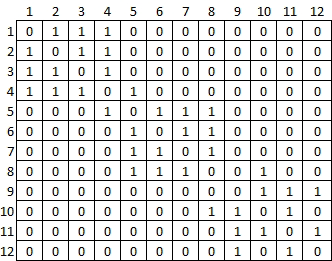 1 2 3 4 5 6 7 8 9 10 11 12
1 0 1 1 1 0 0 0 0 0 0 0 0
2 1 0 1 1 0 0 0 0 0 0 0 0
3 1 1 0 1 0 0 0 0 0 0 0 0
4 1 1 1 0 1 0 0 0 0 0 0 0
5 0 0 0 1 0 1 1 1 0 0 0 0
6 0 0 0 0 1 0 1 1 0 0 0 0
7 0 0 0 0 1 1 0 1 0 0 0 0
8 0 0 0 0 1 1 1 0 0 1 0 0
9 0 0 0 0 0 0 0 0 0 1 1 1
10 0 0 0 0 0 0 0 1 1 0 1 0
11 0 0 0 0 0 0 0 0 1 1 0 1
12 0 0 0 0 0 0 0 0 1 0 1 0